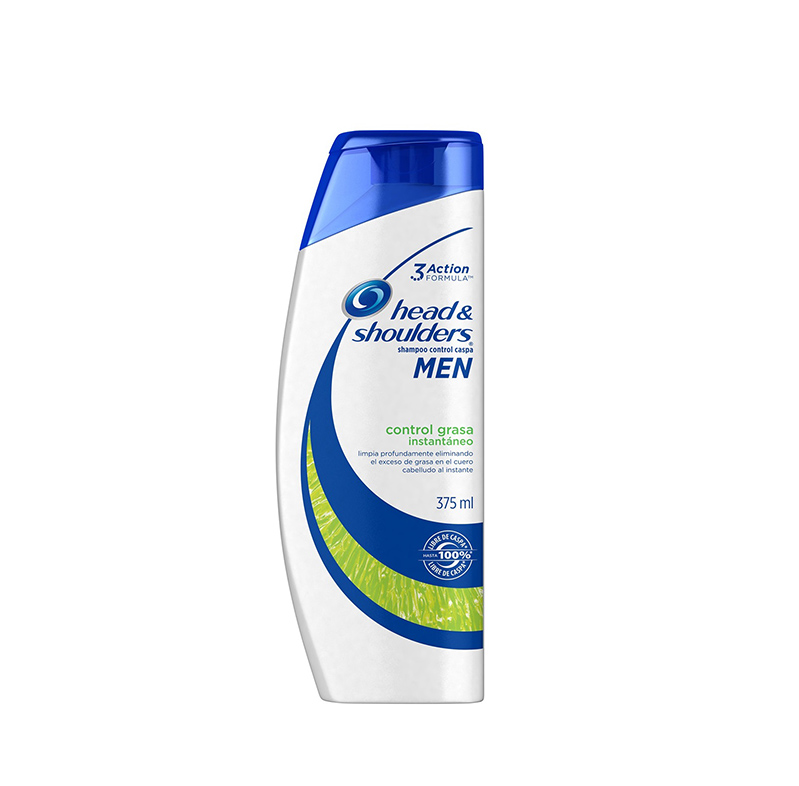 3 Action
FORMULA™
head &
shoulders®
shampoo control caspa
MEN
control grasa
instantáneo
limpia profundamente eliminando
el exceso de grasa en el cuero
cabelludo al instante
375 ml
LIBRE DE CASPA*
HASTA 100%
LIBRE DE CASPA*